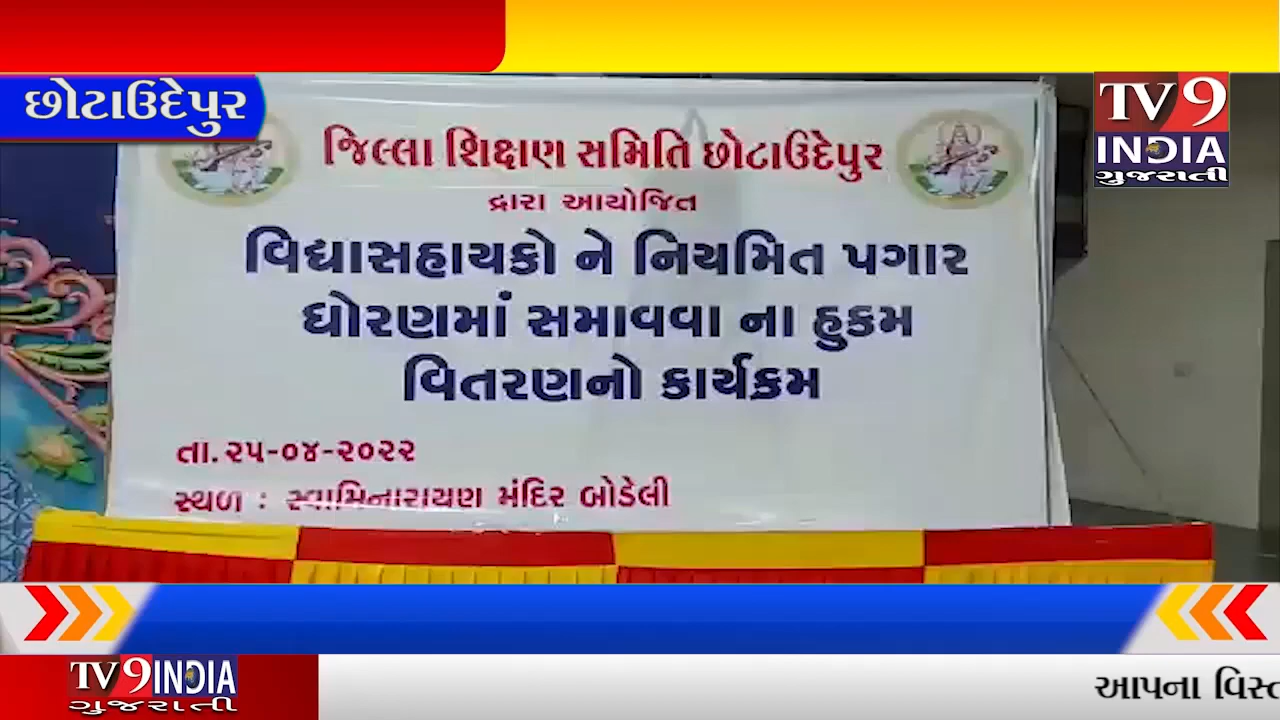 છોટાઉદેપુર
TV9
INDIA
ગુજરાતી
જિલ્લા શિક્ષણ સમિતિ છોટાઉદેપુર
દ્રારા આયોજિત
વિદ્યાસહાયકો ને નિયમિત પગાર
ધોરણમાં સમાવવા ના હુકમ
વિતરણનો કાર્યક્રમ
તા.૨૫-૦૪-૨૦૨૨
સ્થળ : સ્વામિનારાયણ મંદિર બોડેલી
TV9INDIA
ગુજરાતી
આપના